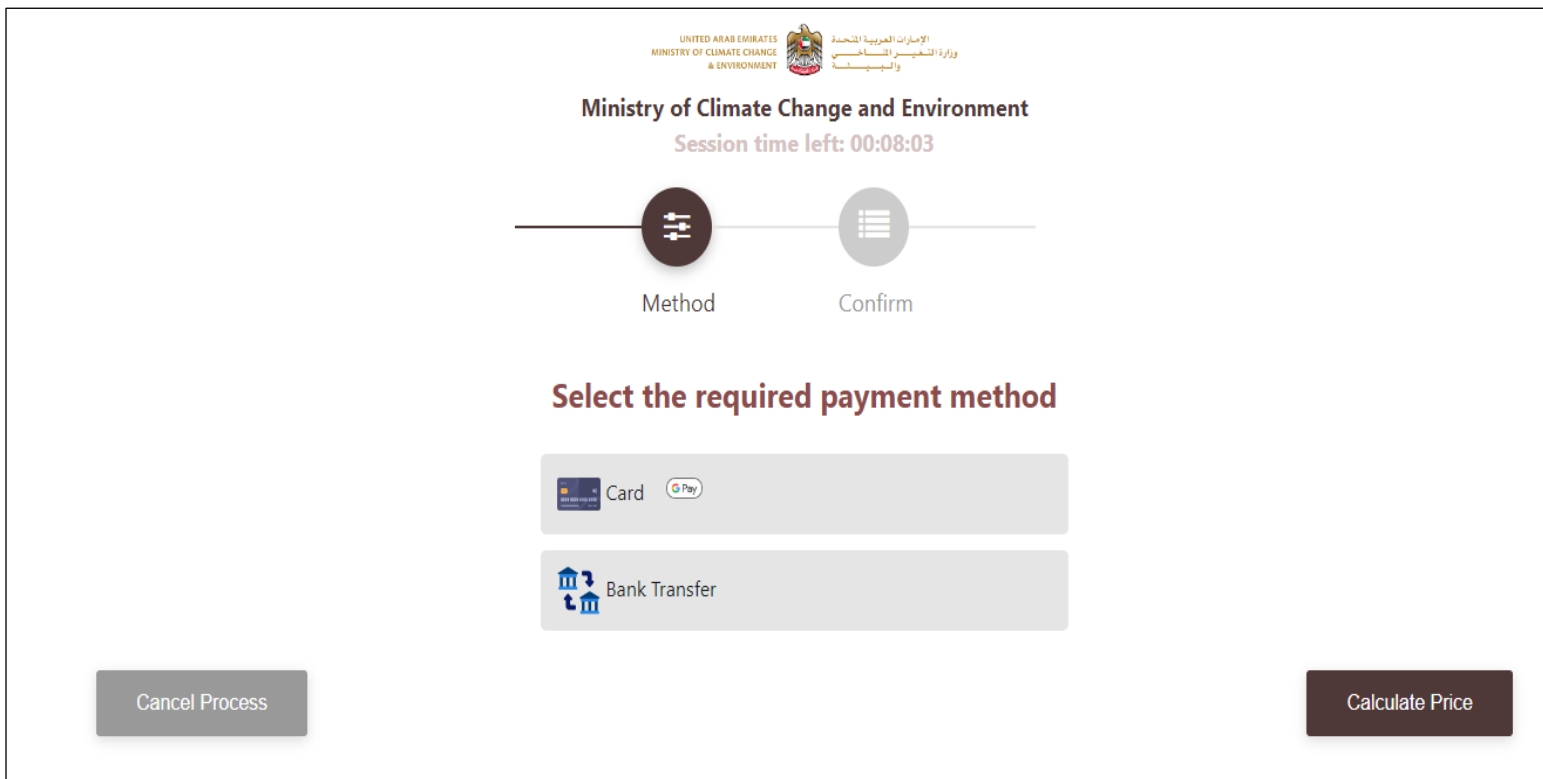 UNITED ARAB EMIRATES
MINISTRY OF CLIMATE CHANGE
& ENVIRONMENT
الإمارات العربية المتحدة
وزارة التغيير المناخي
والبيئة
Ministry of Climate Change and Environment
Session time left: 00:08:03
Method
Confirm
Select the required payment method
Card
G Pay
Bank Transfer
Cancel Process
Calculate Price